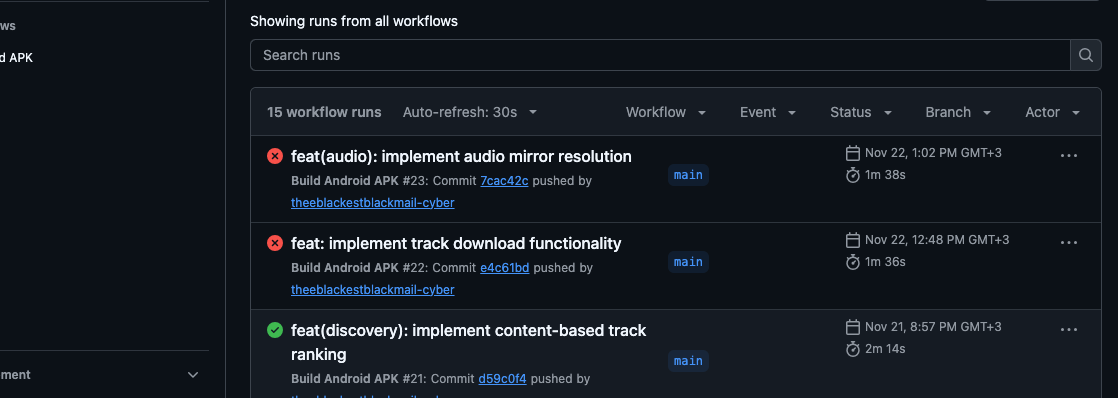 Showing runs from all workflows
ws
d APK
Search runs
15 workflow runs Auto-refresh: 30s Workflow Event Status Branch Actor
feat(audio): implement audio mirror resolution
Build Android APK #23: Commit 7cac42c pushed by
theeblackestblackmail-cyber
main
Nov 22, 1:02 PM GMT+3
1m 38s
feat: implement track download functionality
Build Android APK #22: Commit e4c61bd pushed by
theeblackestblackmail-cyber
main
Nov 22, 12:48 PM GMT+3
1m 36s
feat(discovery): implement content-based track
ranking
Build Android APK #21: Commit d59c0f4 pushed by
main
Nov 21, 8:57 PM GMT+3
2m 14s
ment